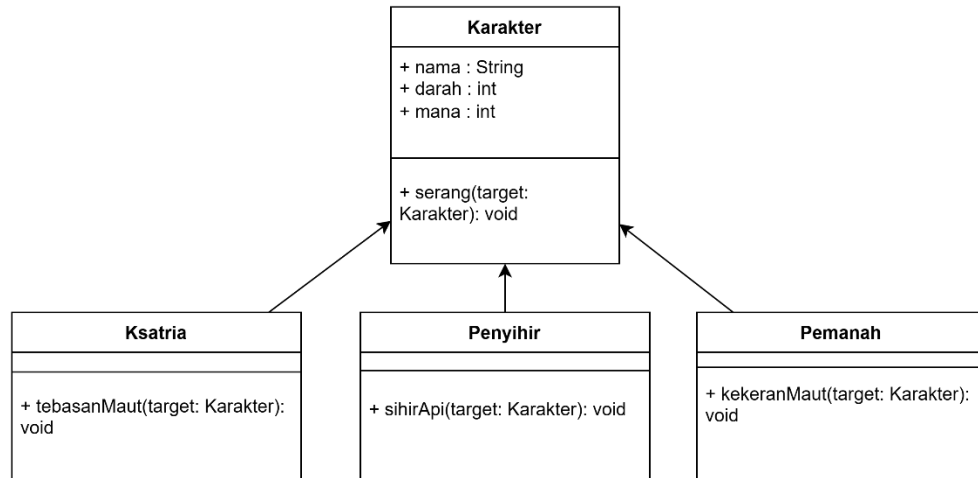 Karakter
+ nama : String
+ darah : int
+ mana : int
+ serang(target:
Karakter): void
Ksatria
+ tebasanMaut(target: Karakter):
void
Penyihir
+ sihirApi(target: Karakter): void
Pemanah
+ kekeranMaut(target: Karakter):
void